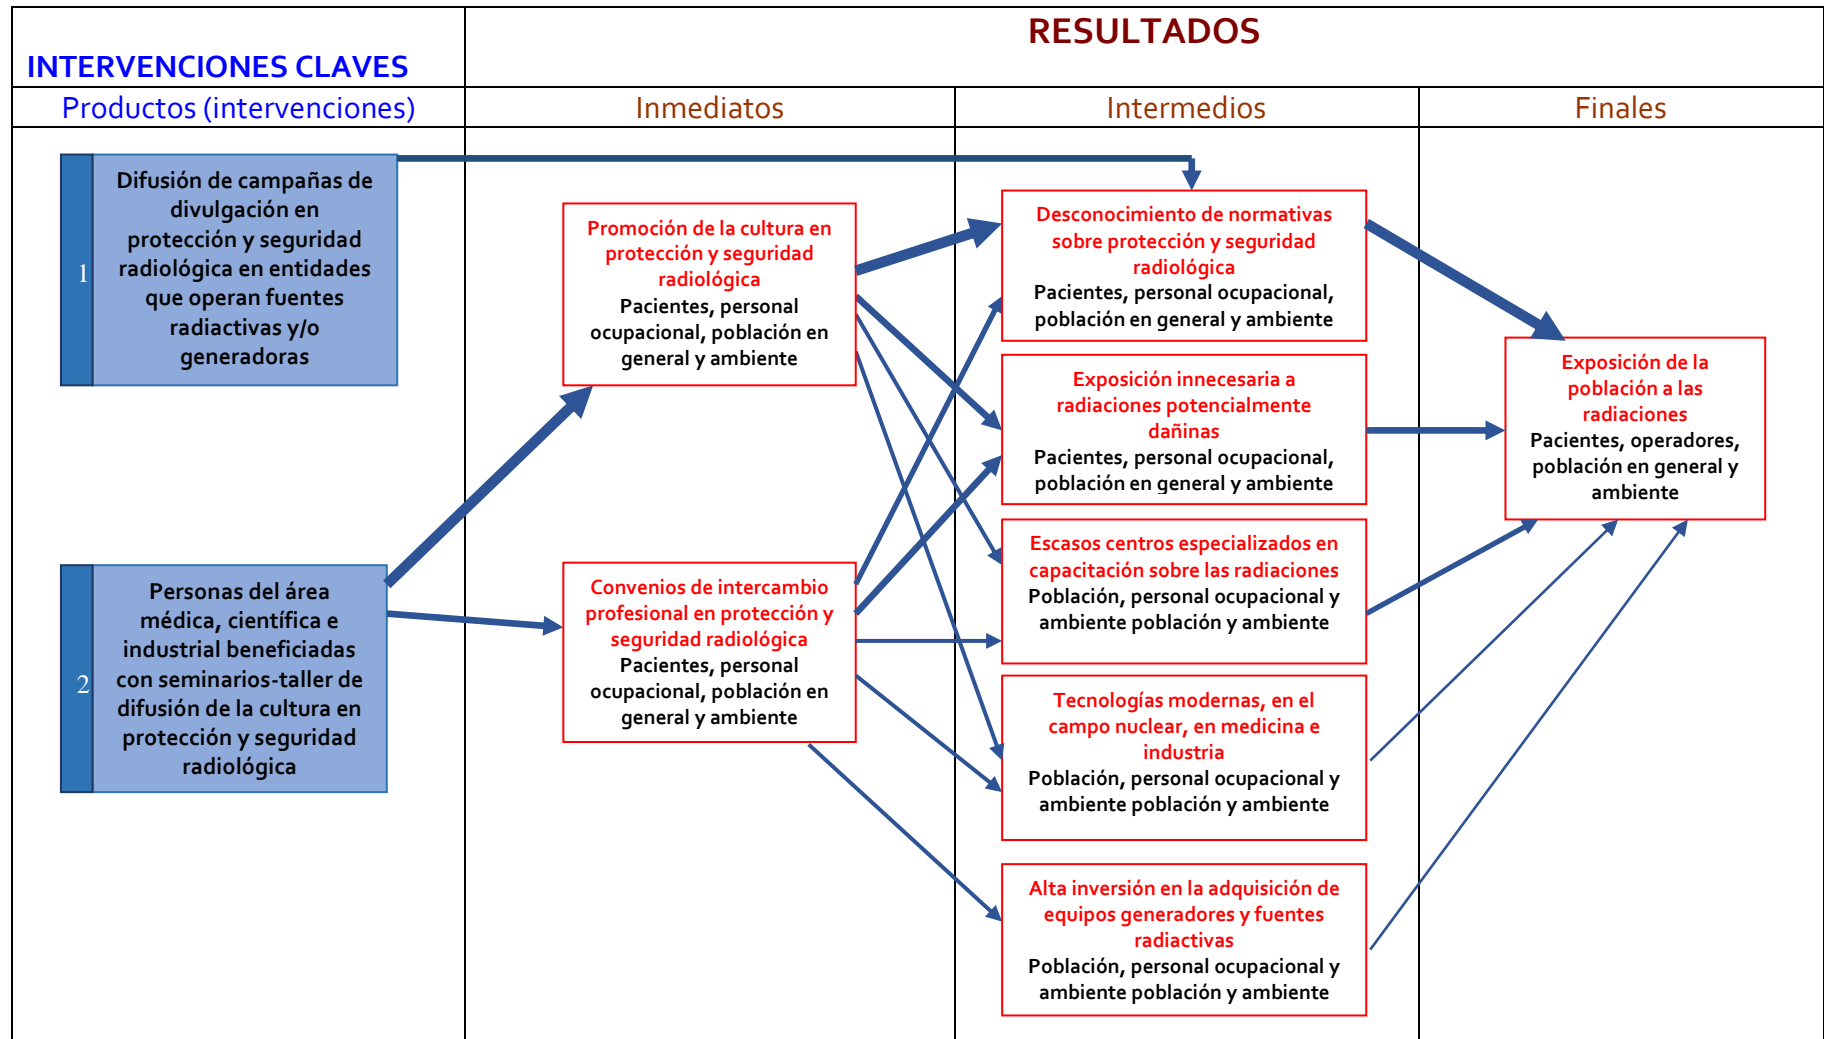 RESULTADOS
INTERVENCIONES CLAVES
Productos (intervenciones)
Inmediatos
Intermedios
Finales
1
Difusión de campañas de
divulgación en
protección y seguridad
radiológica en entidades
que operan fuentes
radiactivas y/o
generadoras
2
Personas del área
médica, científica e
industrial beneficiadas
con seminarios-taller de
difusión de la cultura en
protección y seguridad
radiológica
Promoción de la cultura en
protección y seguridad
radiológica
Pacientes, personal
ocupacional, población en
general y ambiente
Convenios de intercambio
profesional en protección y
seguridad radiológica
Pacientes, personal
ocupacional, población en
general y ambiente
Desconocimiento de normativas
sobre protección y seguridad
radiológica
Pacientes, personal ocupacional,
población en general y ambiente
Exposición innecesaria a
radiaciones potencialmente
dañinas
Pacientes, personal ocupacional,
población en general y ambiente
Escasos centros especializados en
capacitación sobre las radiaciones
Población, personal ocupacional y
ambiente población y ambiente
Tecnologías modernas, en el
campo nuclear, en medicina e
industria
Población, personal ocupacional y
ambiente población y ambiente
Alta inversión en la adquisición de
equipos generadores y fuentes
radiactivas
Población, personal ocupacional y
ambiente población y ambiente
Exposición de la
población a las
radiaciones
Pacientes, operadores,
población en general y
ambiente